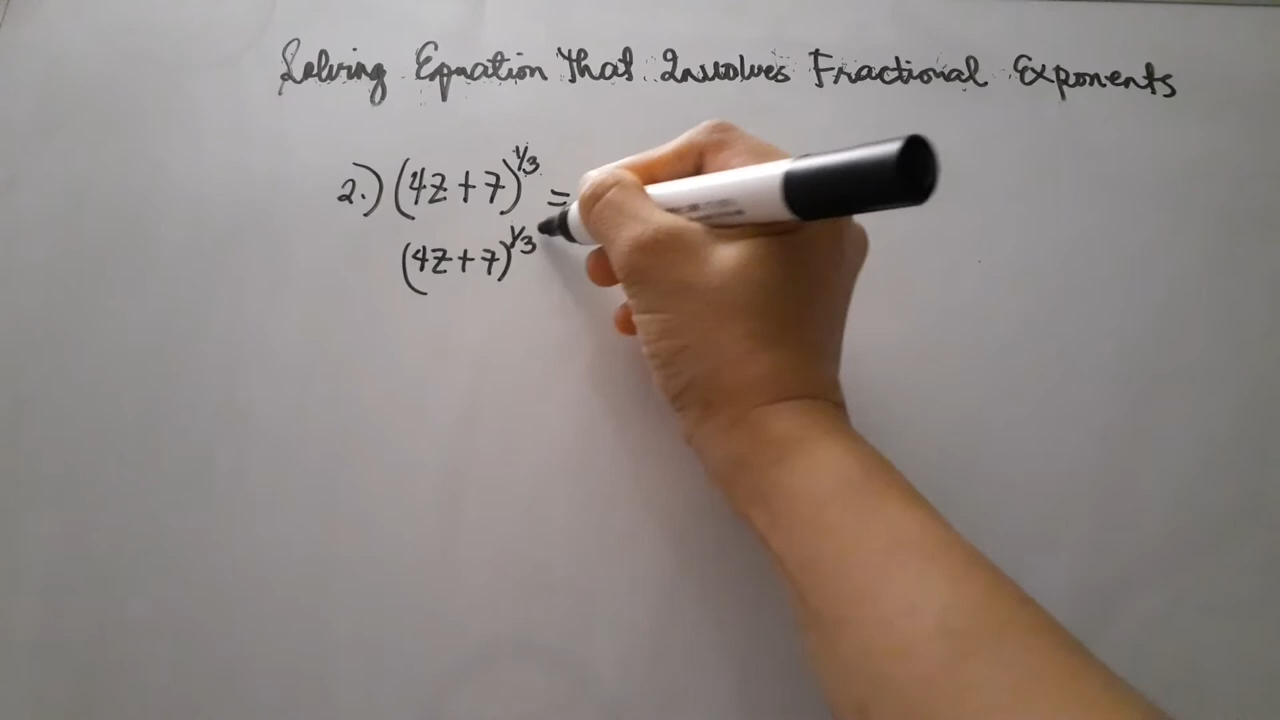 Solving Equation That Involves Fractional Exponents
2.) (4z+7)^1/3 =
(4z+7)^1/3